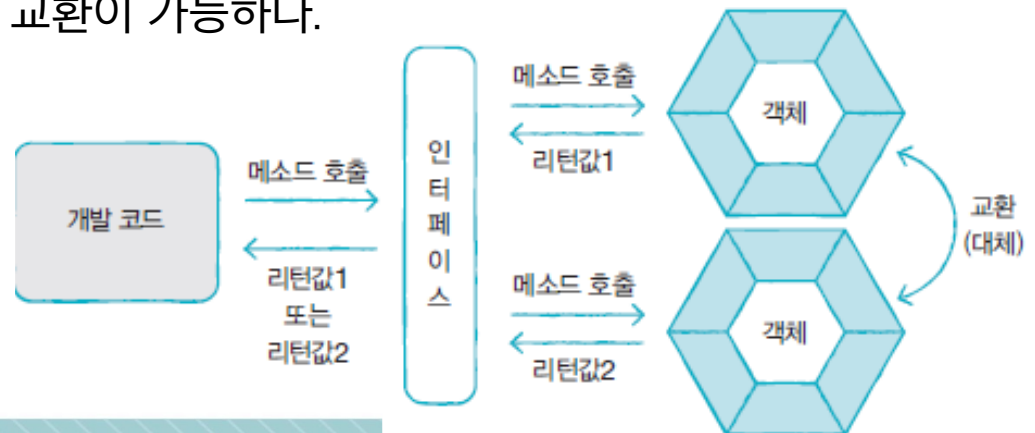 교환이 가능하다.
개발 코드
메소드 호출
리턴값1
또는
리턴값2
인
터
페
이
스
메소드 호출
리턴값1
객체
메소드 호출
리턴값2
객체
교환
(대체)